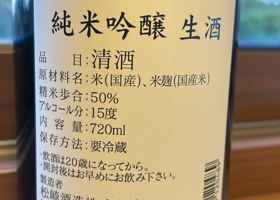 純米吟醸 生酒
品目:清酒
原材料名:米(国産)、米麹(国産米)
精米歩合:50%
アルコール分:15度
内容量:720ml
保存方法:要冷蔵
・飲酒は20歳になってから。
・開封後はお早めにお飲み下さい。
製造者
松崎酒造